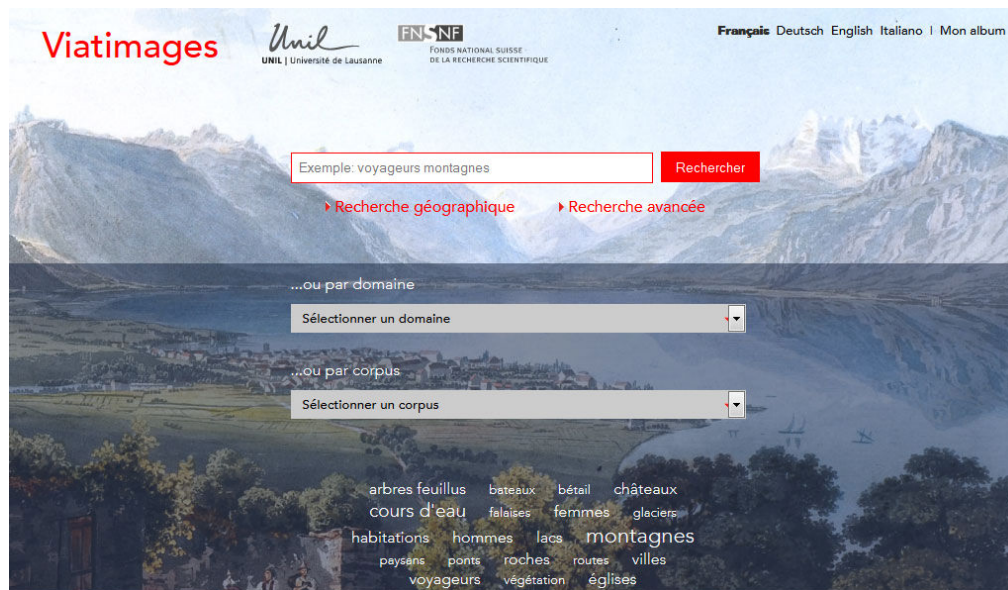 Viatimages
Unil
UNIL | Université de Lausanne
FNSNF
FONDS NATIONAL SUISSE
DE LA RECHERCHE SCIENTIFIQUE
Français Deutsch English Italiano | Mon album
Exemple: voyageurs montagnes
Rechercher
Recherche géographique
Recherche avancée
...ou par domaine
Sélectionner un domaine
...ou par corpus
Sélectionner un corpus
arbres feuillus bateaux bétail châteaux
cours d'eau falaises femmes glaciers
habitations hommes lacs montagnes
paysans ponts roches routes villes
voyageurs végétation églises